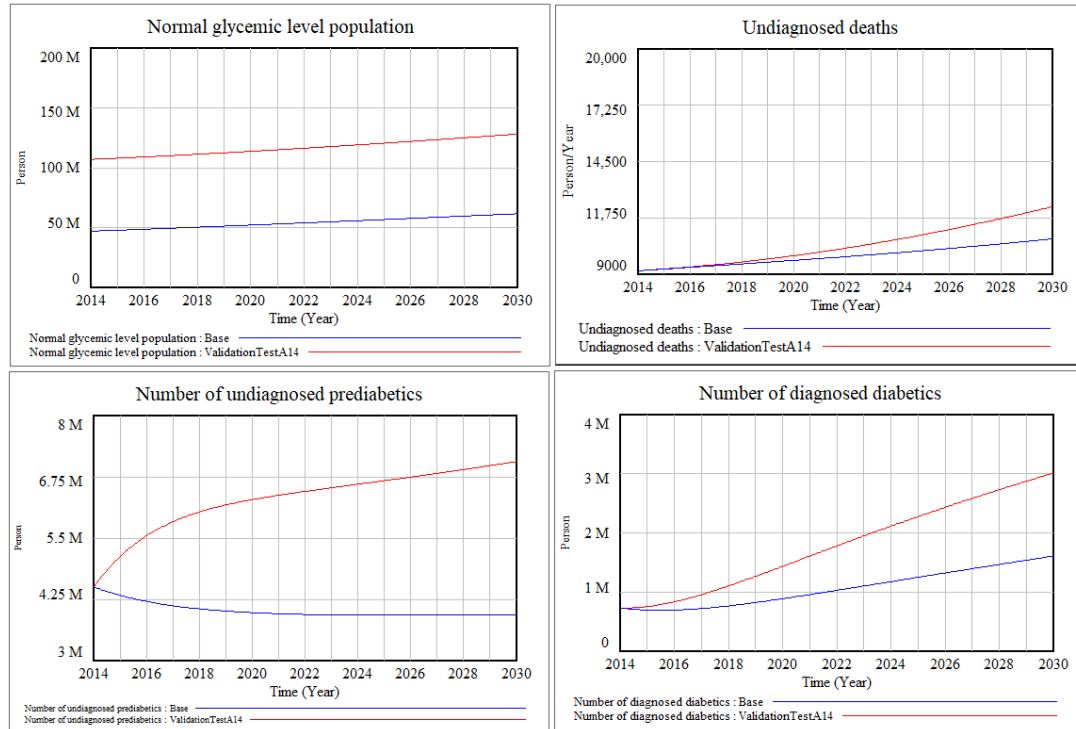 Normal glycemic level population
200 M
150 M
100 M
50 M
0
Person
2014 2016 2018 2020 2022 2024 2026 2028 2030
Time (Year)
Normal glycemic level population : Base
Normal glycemic level population : ValidationTestA14
Undiagnosed deaths
20,000
17,250
14,500
11,750
9000
Person/Year
2014 2016 2018 2020 2022 2024 2026 2028 2030
Time (Year)
Undiagnosed deaths : Base
Undiagnosed deaths : ValidationTestA14
Number of undiagnosed prediabetics
8 M
6.75 M
5.5 M
4.25 M
3 M
Person
2014 2016 2018 2020 2022 2024 2026 2028 2030
Time (Year)
Number of undiagnosed prediabetics : Base
Number of undiagnosed prediabetics : ValidationTestA14
Number of diagnosed diabetics
4 M
3 M
2 M
1 M
0
Person
2014 2016 2018 2020 2022 2024 2026 2028 2030
Time (Year)
Number of diagnosed diabetics : Base
Number of diagnosed diabetics : ValidationTestA14